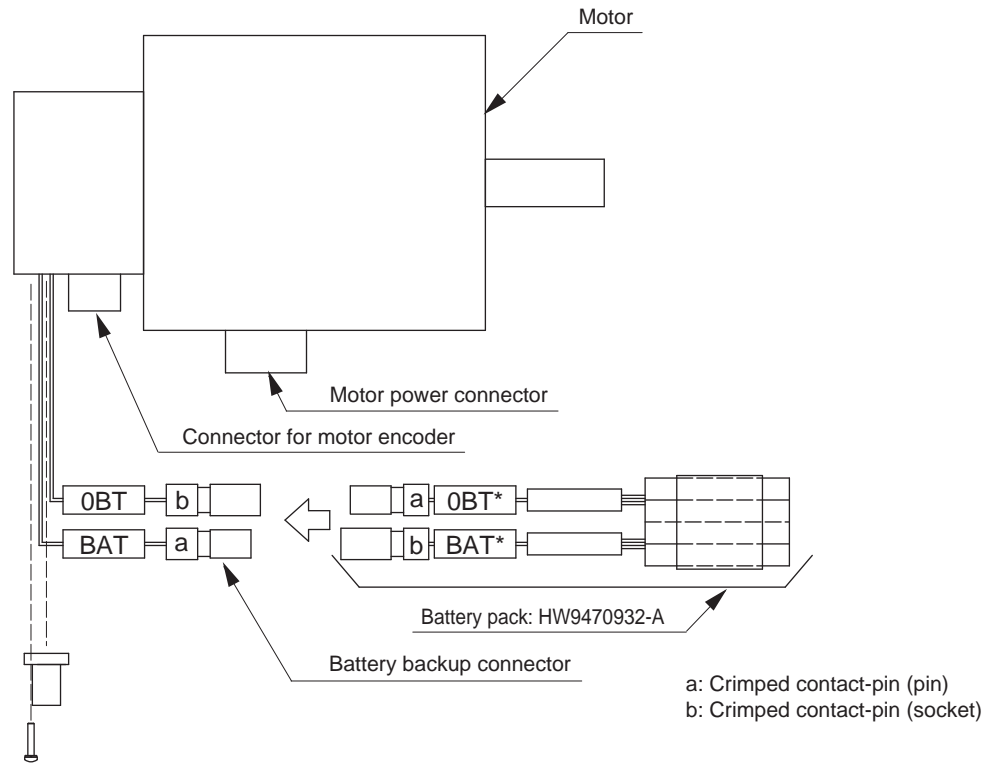 Motor
Motor power connector
Connector for motor encoder
0BT b a 0BT*
BAT a b BAT*
Battery pack: HW9470932-A
Battery backup connector
a: Crimped contact-pin (pin)
b: Crimped contact-pin (socket)